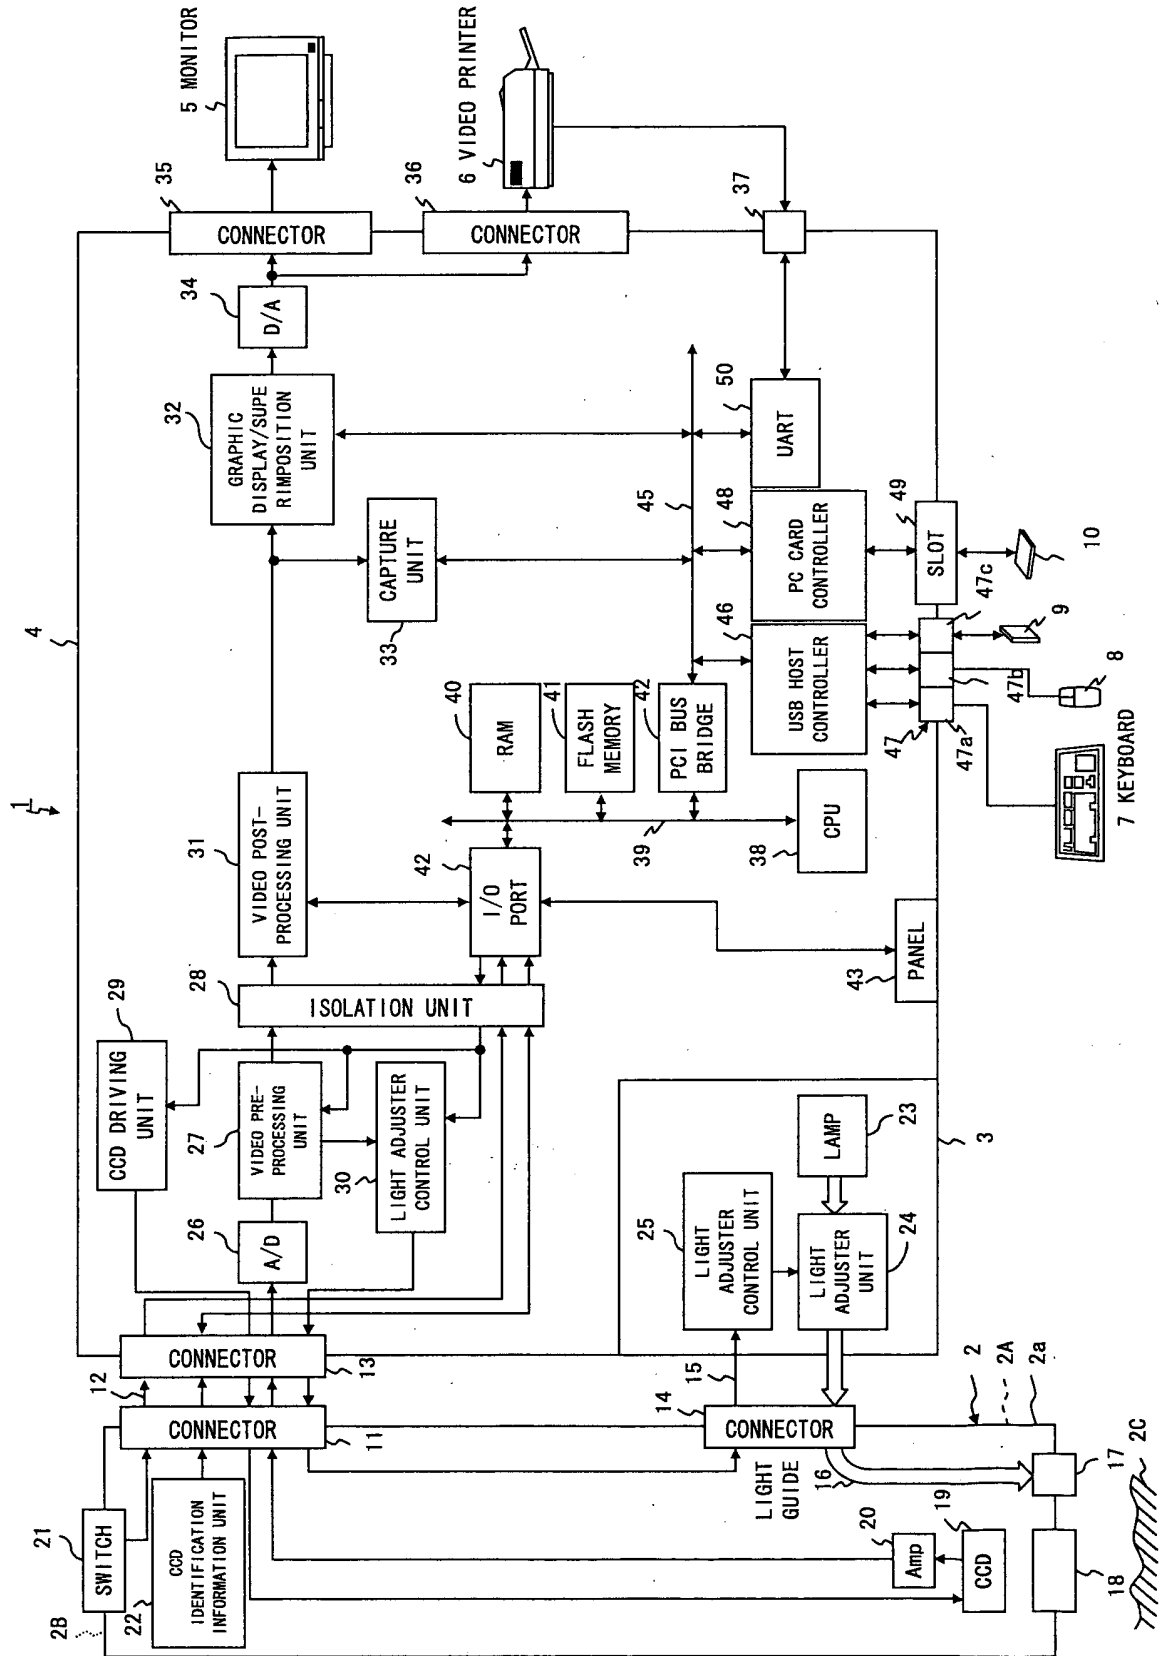 1
4
5 MONITOR
6 VIDEO PRINTER
35
CONNECTOR
36
CONNECTOR
37
34
D/A
32
GRAPHIC
DISPLAY/SUPE
RIMPOSITION
UNIT
33
CAPTURE
UNIT
31
VIDEO POST-
PROCESSING UNIT
28
ISOLATION UNIT
29
CCD DRIVING
UNIT
27
VIDEO PRE-
PROCESSING
UNIT
30
LIGHT ADJUSTER
CONTROL UNIT
26
A/D
40
RAM
41
FLASH
MEMORY
42
PCI BUS
BRIDGE
42
I/O
PORT
39
38
CPU
43
PANEL
45
50
UART
48
PC CARD
CONTROLLER
46
USB HOST
CONTROLLER
49
SLOT
47
47a
47b
47c
10
9
8
7 KEYBOARD
12
CONNECTOR
13
CONNECTOR
11
14
CONNECTOR
15
LIGHT
GUIDE
16
25
LIGHT
ADJUSTER
CONTROL UNIT
LIGHT
ADJUSTER
UNIT
24
LAMP
23
3
21
SWITCH
2B
22
CCD
IDENTIFICATION
INFORMATION UNIT
20
Amp
19
CCD
18
17
2
2A
2a
2C